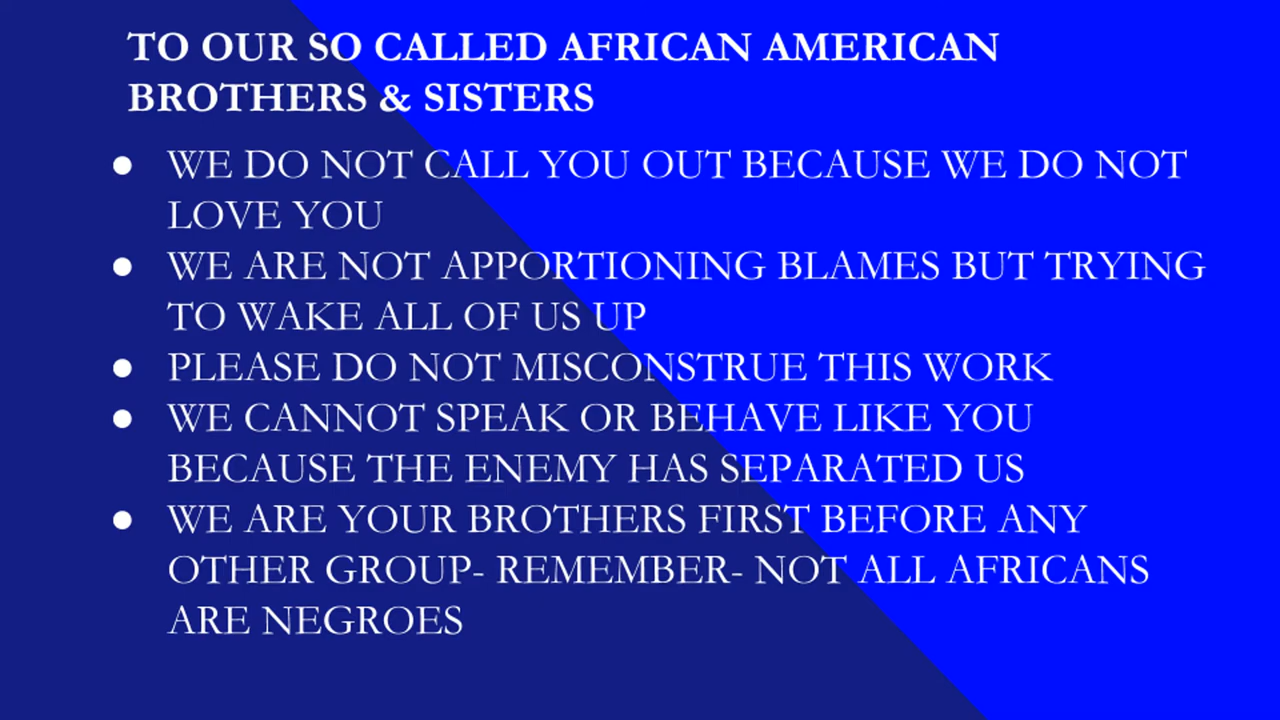 TO OUR SO CALLED AFRICAN AMERICAN
BROTHERS & SISTERS
● WE DO NOT CALL YOU OUT BECAUSE WE DO NOT
LOVE YOU
● WE ARE NOT APPORTIONING BLAMES BUT TRYING
TO WAKE ALL OF US UP
● PLEASE DO NOT MISCONSTRUE THIS WORK
● WE CANNOT SPEAK OR BEHAVE LIKE YOU
BECAUSE THE ENEMY HAS SEPARATED US
● WE ARE YOUR BROTHERS FIRST BEFORE ANY
OTHER GROUP- REMEMBER- NOT ALL AFRICANS
ARE NEGROES